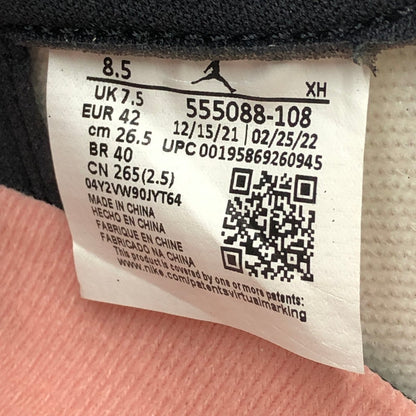 8.5
XH
UK 7.5
555088-108
EUR 42
12/15/21 | 02/25/22
cm 26.5
UPC 00195869260945
BR 40
CN 265(2.5)
04Y2VW90JYT64
MADE IN CHINA
HECHO EN CHINA
FABRIQUE EN CHINE
FABRICADO NA CHINA
This product is covered by one or more patents:
www.nike.com/patentsvirtualmarking